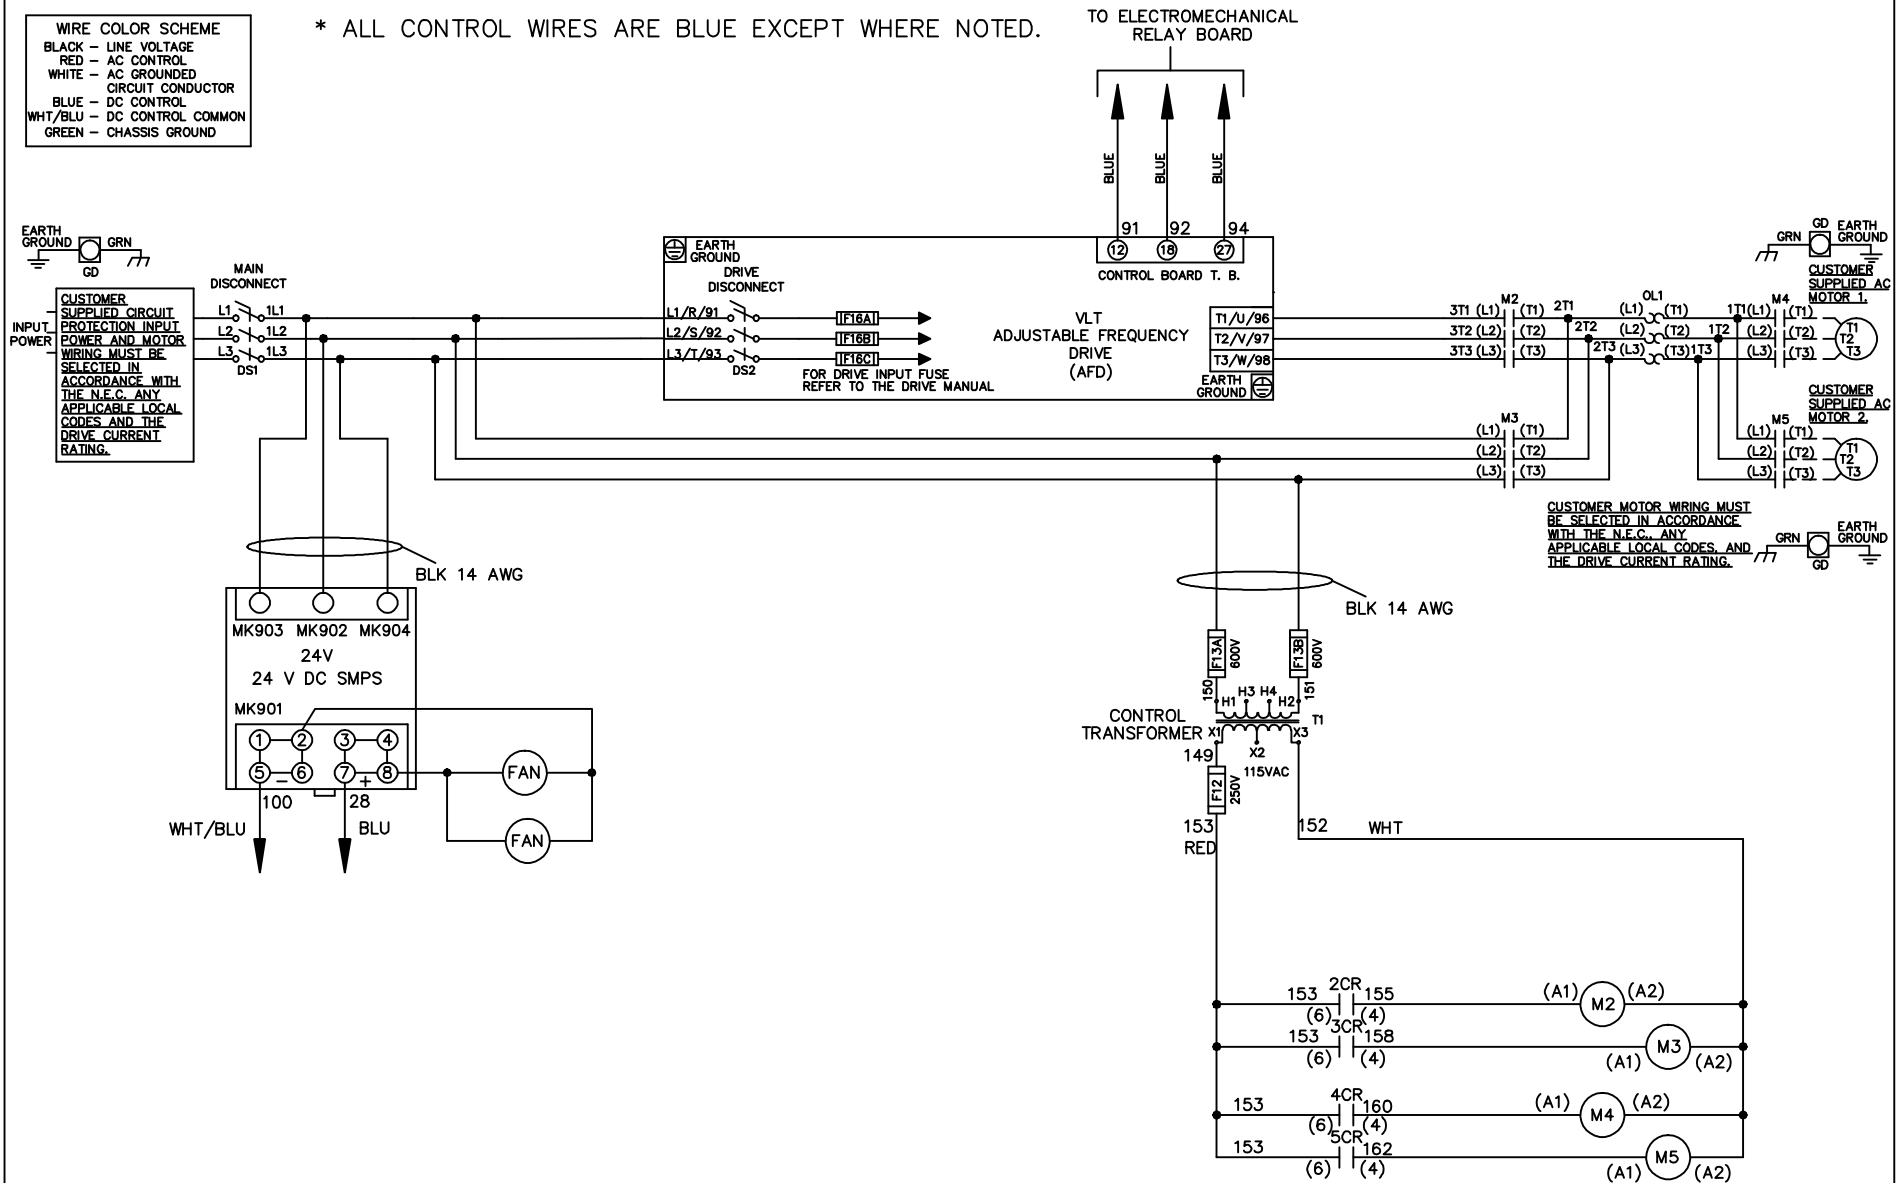 WIRE COLOR SCHEME
BLACK – LINE VOLTAGE
RED – AC CONTROL
WHITE – AC GROUNDED
CIRCUIT CONDUCTOR
BLUE – DC CONTROL
WHT/BLU – DC CONTROL COMMON
GREEN – CHASSIS GROUND
* ALL CONTROL WIRES ARE BLUE EXCEPT WHERE NOTED.
TO ELECTROMECHANICAL
RELAY BOARD
BLUE
BLUE
BLUE
91
92
94
12
18
27
CONTROL BOARD T. B.
EARTH
GROUND
GRN
GD
INPUT
POWER
CUSTOMER
SUPPLIED CIRCUIT
PROTECTION INPUT
POWER AND MOTOR
WIRING MUST BE
SELECTED IN
ACCORDANCE WITH
THE N.E.C. ANY
APPLICABLE LOCAL
CODES AND THE
DRIVE CURRENT
RATING.
MAIN
DISCONNECT
L1 1L1
L2 1L2
L3 1L3
DS1
EARTH
GROUND
DRIVE
DISCONNECT
L1/R/91
L2/S/92
L3/T/93
DS2
F16A
F16B
F16C
FOR DRIVE INPUT FUSE
REFER TO THE DRIVE MANUAL
VLT
ADJUSTABLE FREQUENCY
DRIVE
(AFD)
T1/U/96
T2/V/97
T3/W/98
EARTH
GROUND
M2
3T1 (L1) (T1) 2T1
3T2 (L2) (T2) 2T2
3T3 (L3) (T3) 2T3
OL1
(L1) (T1) 1T1
(L2) (T2) 1T2
(L3) (T3) 1T3
M4
(L1) (T1)
(L2) (T2)
(L3) (T3)
T1
T2
T3
GD
GRN
EARTH
GROUND
CUSTOMER
SUPPLIED AC
MOTOR 1.
M3
(L1) (T1)
(L2) (T2)
(L3) (T3)
CUSTOMER
SUPPLIED AC
MOTOR 2.
M5
(L1) (T1)
(L2) (T2)
(L3) (T3)
T1
T2
T3
CUSTOMER MOTOR WIRING MUST
BE SELECTED IN ACCORDANCE
WITH THE N.E.C., ANY
APPLICABLE LOCAL CODES, AND
THE DRIVE CURRENT RATING.
GRN
GD
EARTH
GROUND
BLK 14 AWG
MK903 MK902 MK904
24V
24 V DC SMPS
MK901
1 2 3 4
5 – 6 7 + 8
100
28
WHT/BLU
BLU
FAN
FAN
BLK 14 AWG
F13A
600V
F13B
600V
150
151
H1 H3 H4 H2
CONTROL
TRANSFORMER
T1
X1 X2 X3
149
115VAC
F12
250V
153
RED
152
WHT
153 2CR 155 (A1) M2 (A2)
(6) (4)
153 3CR 158 M3
(6) (4) (A1) (A2)
153 4CR 160 (A1) M4 (A2)
(6) (4)
153 5CR 162 M5
(6) (4) (A1) (A2)